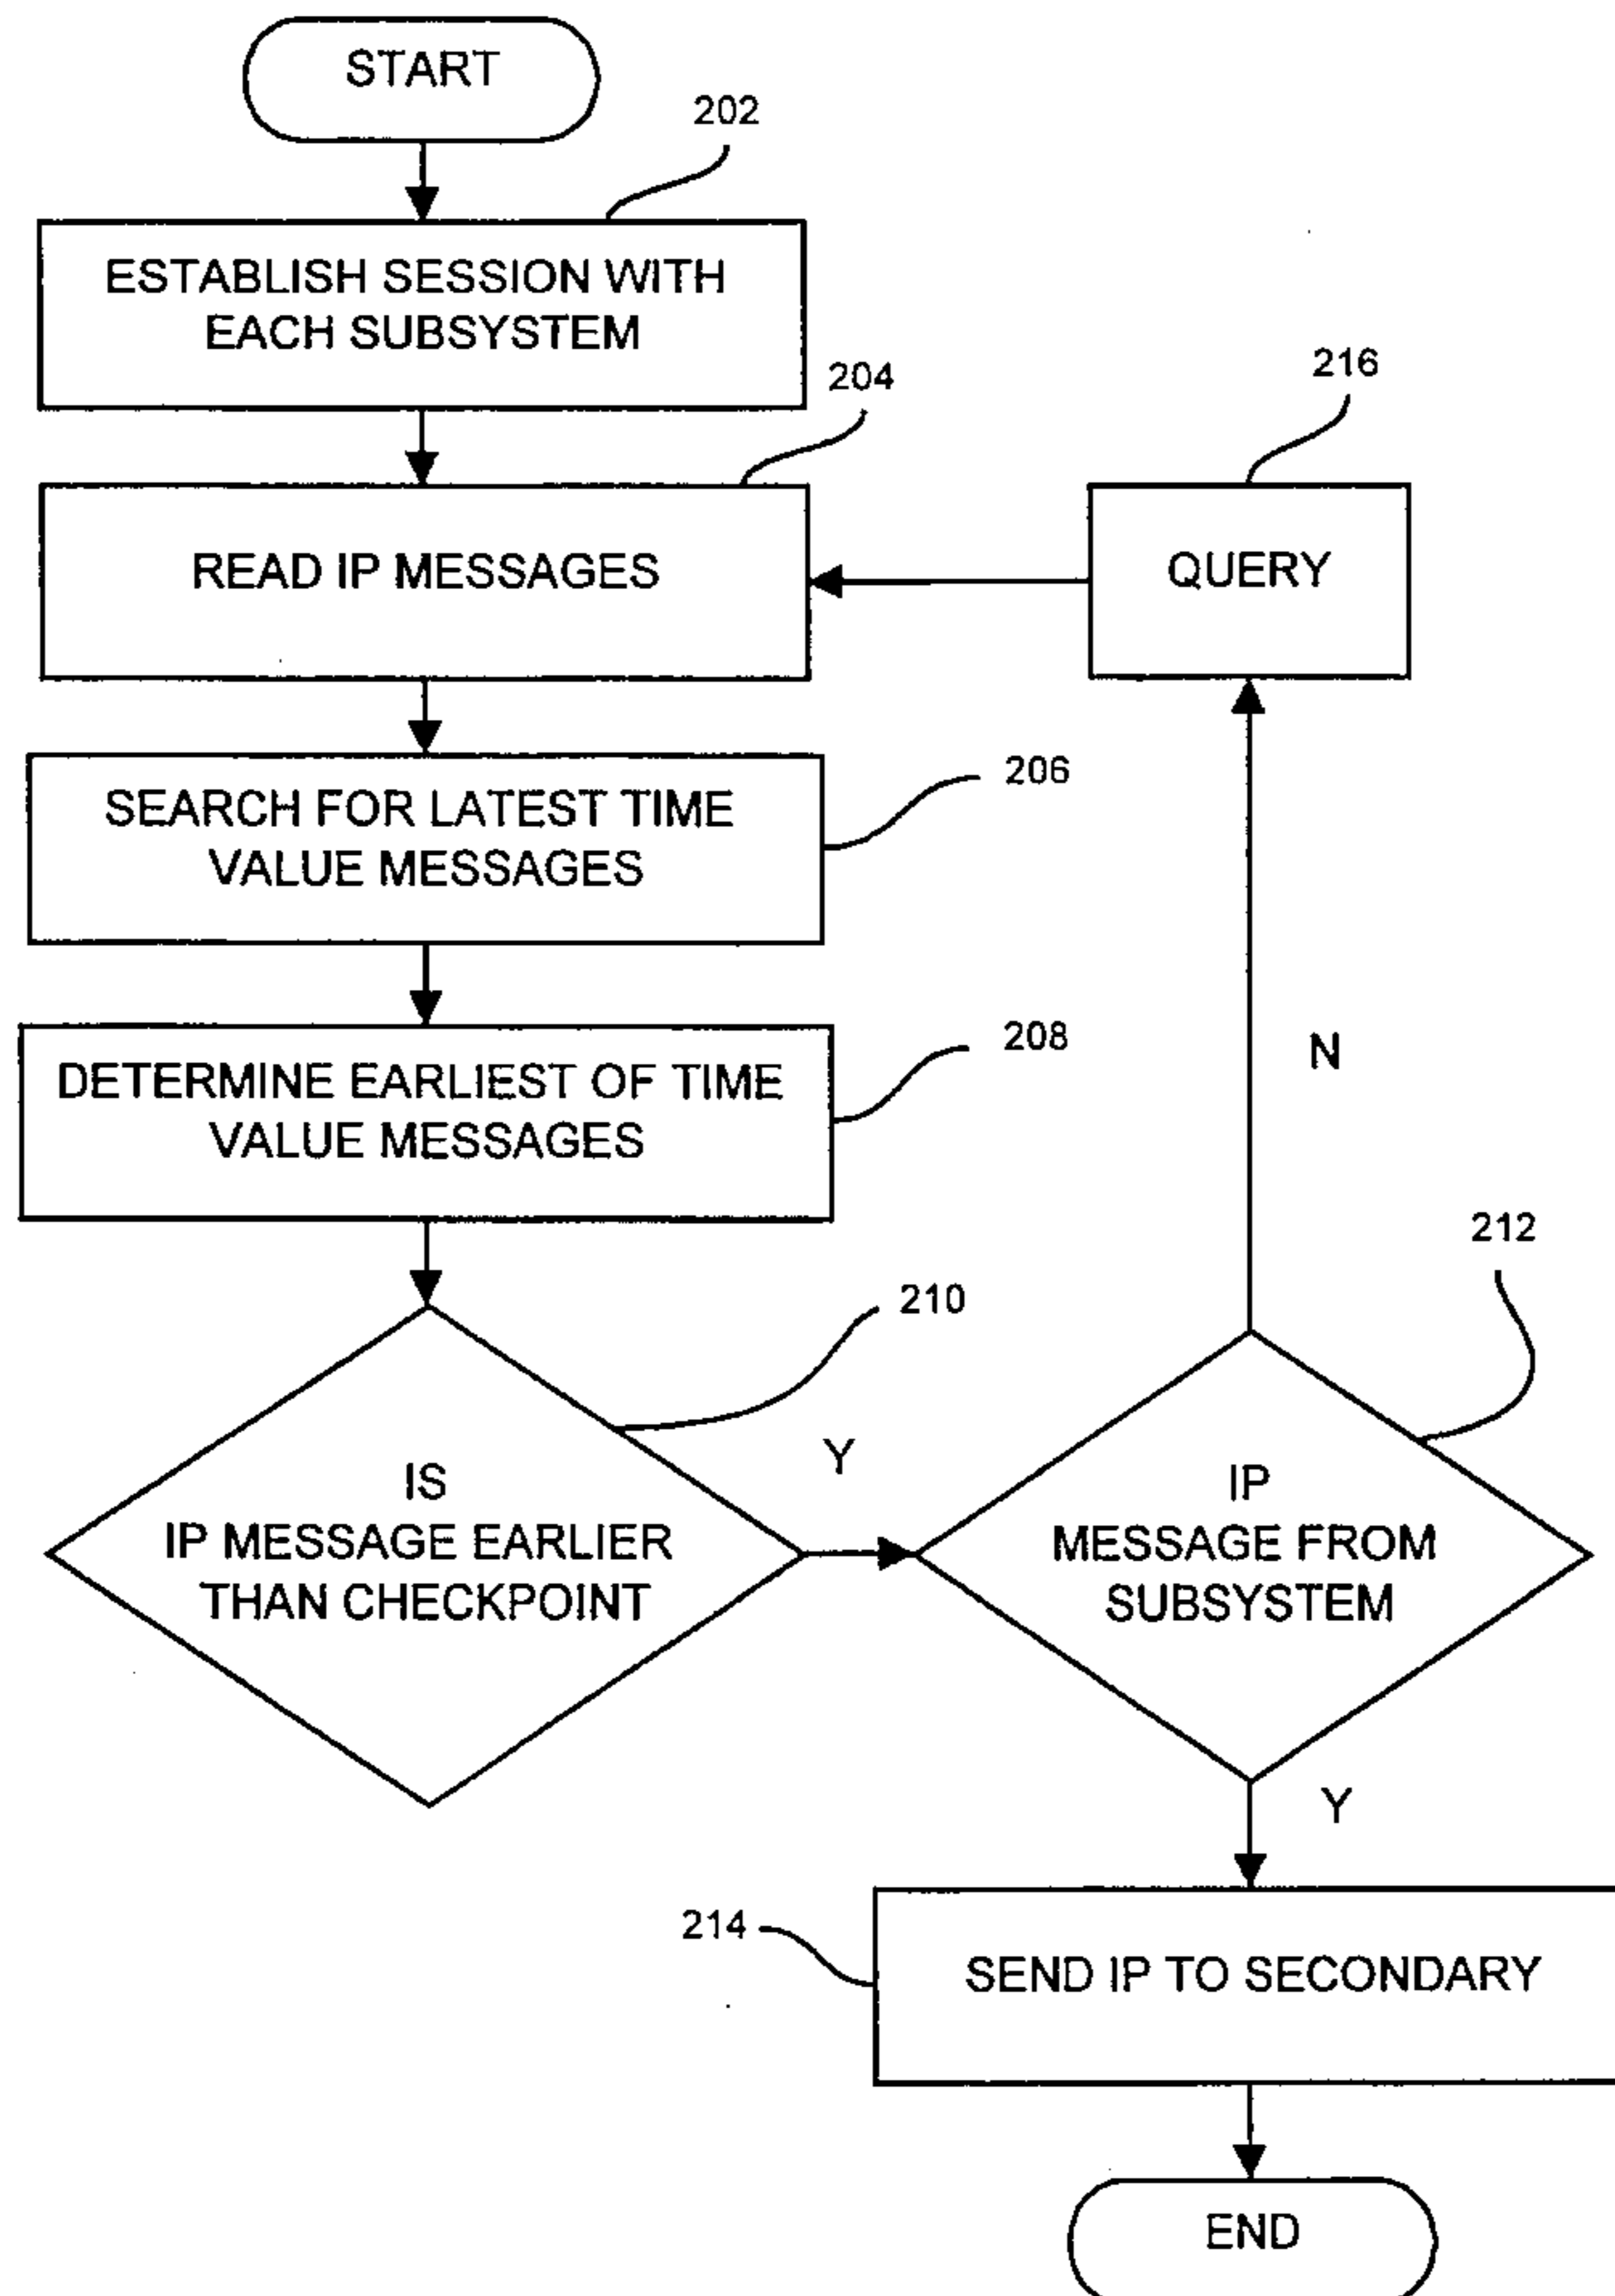 START
202
ESTABLISH SESSION WITH
EACH SUBSYSTEM
204
216
READ IP MESSAGES
QUERY
206
SEARCH FOR LATEST TIME
VALUE MESSAGES
208
DETERMINE EARLIEST OF TIME
VALUE MESSAGES
N
212
210
Y
IS
IP MESSAGE EARLIER
THAN CHECKPOINT
IP
MESSAGE FROM
SUBSYSTEM
Y
214
SEND IP TO SECONDARY
END